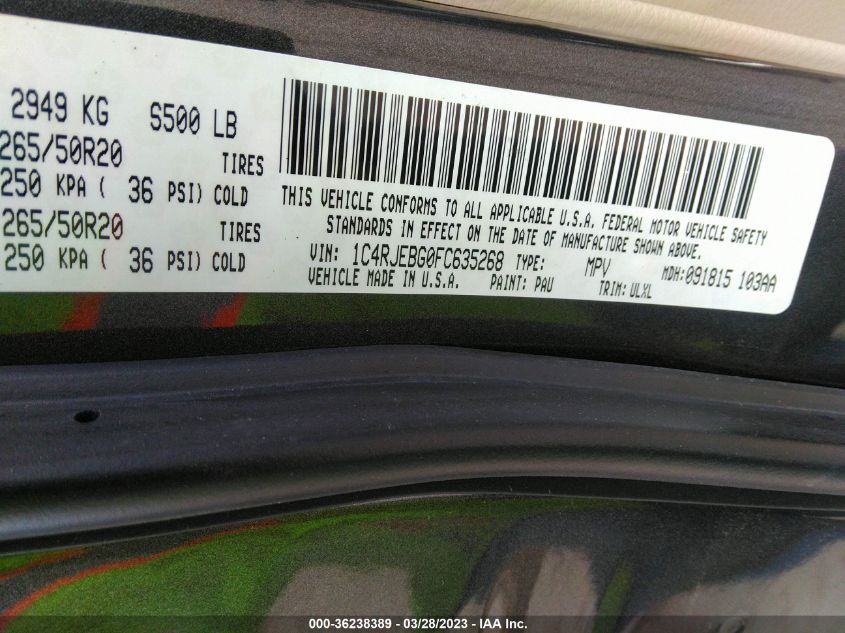 2949 KG S500 LB
265/50R20 TIRES
250 KPA ( 36 PSI) COLD
265/50R20 TIRES
250 KPA ( 36 PSI) COLD
THIS VEHICLE CONFORMS TO ALL APPLICABLE U.S.A. FEDERAL MOTOR VEHICLE SAFETY
STANDARDS IN EFFECT ON THE DATE OF MANUFACTURE SHOWN ABOVE.
VIN: 1C4RJEBG0FC635268 TYPE: MPV MDH:091815 103AA
VEHICLE MADE IN U.S.A. PAINT: PAU TRIM: ULXL
000-36238389 — 03/28/2023 — IAA Inc.